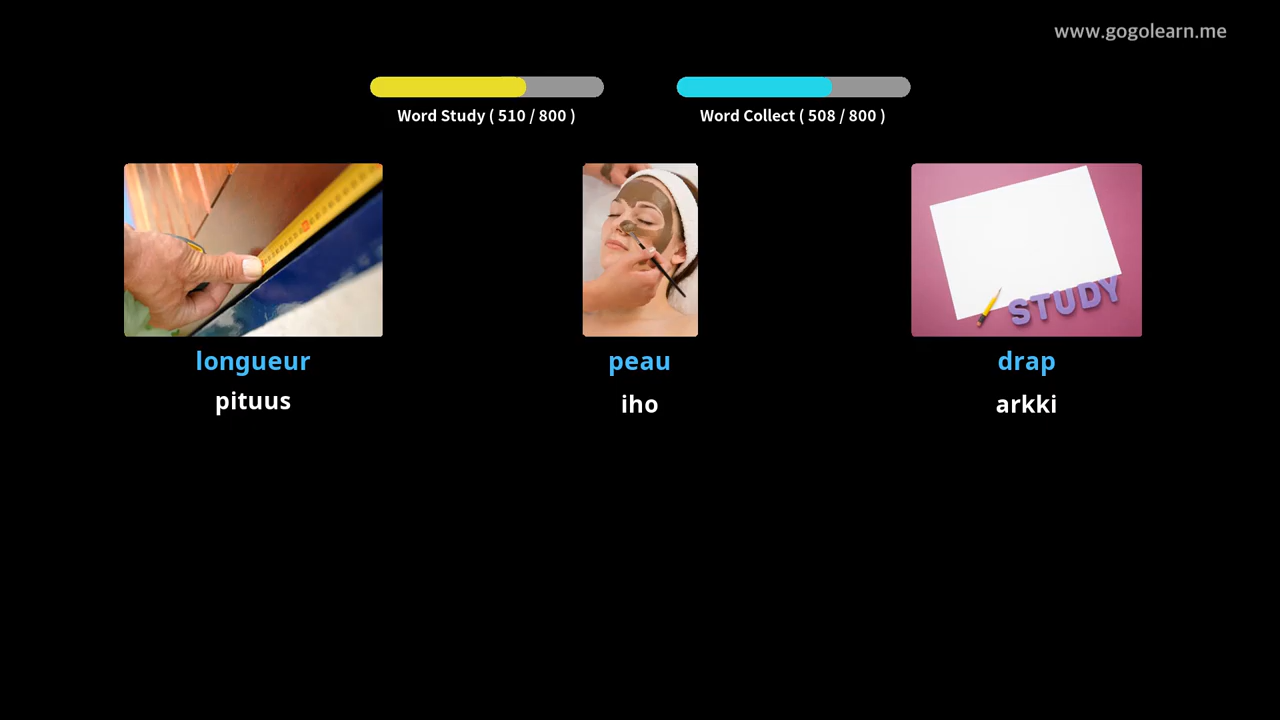 www.gogolearn.me
Word Study ( 510 / 800 )
Word Collect ( 508 / 800 )
STUDY
longueur
peau
drap
pituus
iho
arkki